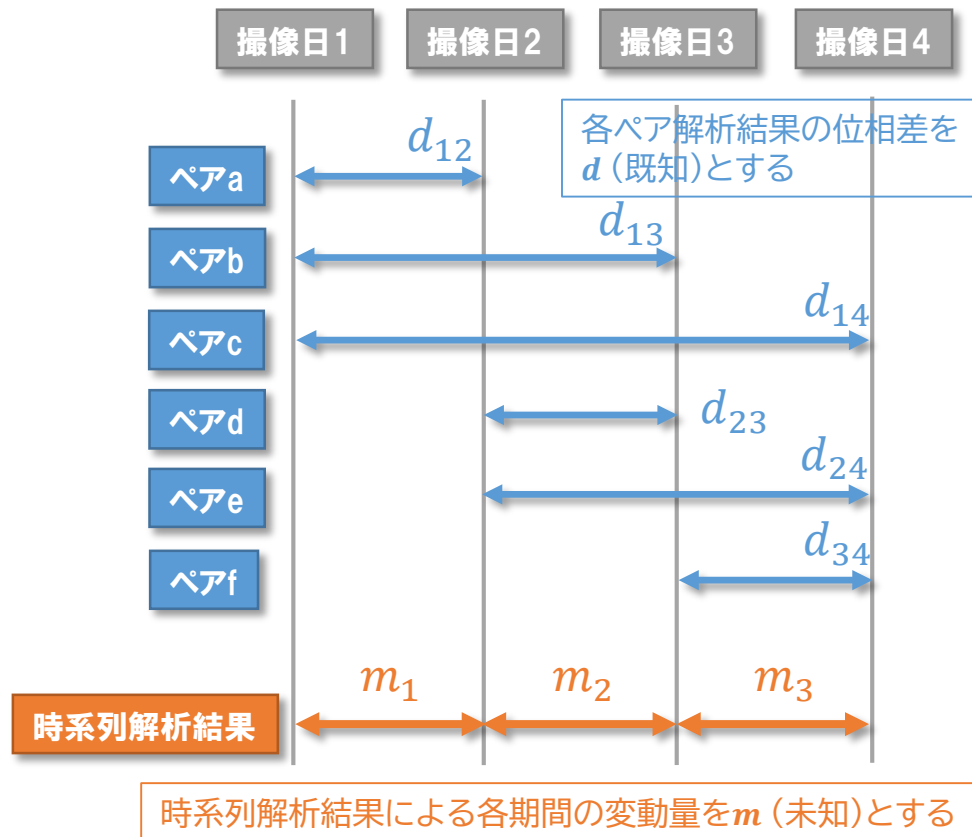 撮像日1 撮像日2 撮像日3 撮像日4
各ペア解析結果の位相差を
d（既知）とする
ペアa d₁₂
ペアb d₁₃
ペアc d₁₄
ペアd d₂₃
ペアe d₂₄
ペアf d₃₄
時系列解析結果 m₁ m₂ m₃
時系列解析結果による各期間の変動量をm（未知）とする